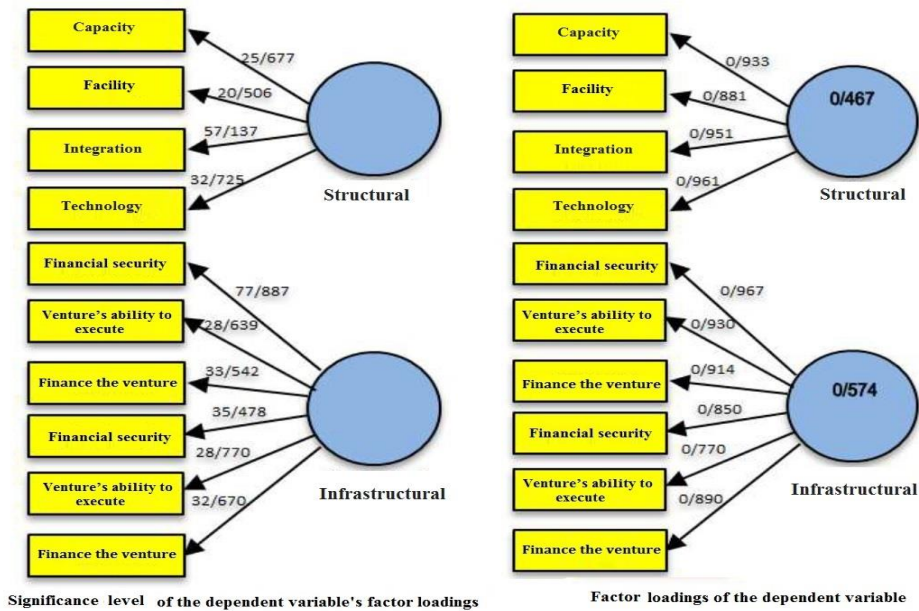 Capacity
25/677
Facility
20/506
Integration
57/137
Technology
32/725
Structural
Financial security
77/887
Venture's ability to
execute
28/639
Finance the venture
33/542
Financial security
35/478
28/770
Venture's ability to
execute
32/670
Infrastructural
Finance the venture
Significance level of the dependent variable's factor loadings
Capacity
0/933
Facility
0/881
0/467
Integration
0/951
Technology
0/961
Structural
Financial security
0/967
Venture's ability to
execute
0/930
Finance the venture
0/914
0/574
Financial security
0/850
0/770
Venture's ability to
execute
0/890
Infrastructural
Finance the venture
Factor loadings of the dependent variable